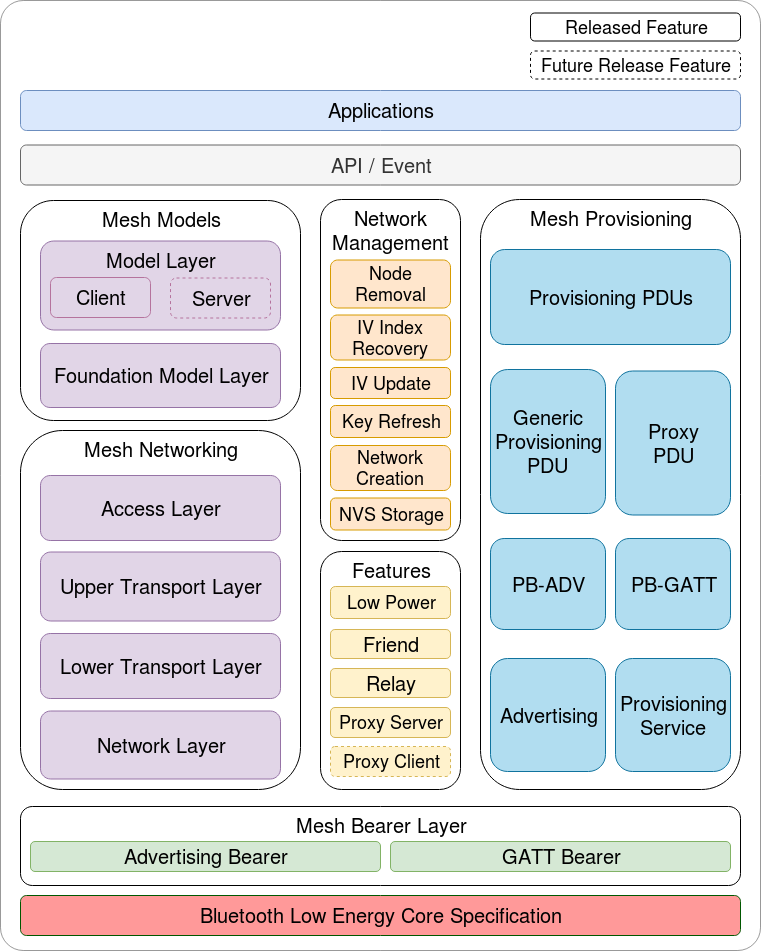 Released Feature
Future Release Feature
Applications
API / Event
Mesh Models
Model Layer
Client
Server
Foundation Model Layer
Mesh Networking
Access Layer
Upper Transport Layer
Lower Transport Layer
Network Layer
Network
Management
Node
Removal
IV Index
Recovery
IV Update
Key Refresh
Network
Creation
NVS Storage
Features
Low Power
Friend
Relay
Proxy Server
Proxy Client
Mesh Provisioning
Provisioning PDUs
Generic
Provisioning
PDU
Proxy
PDU
PB-ADV
PB-GATT
Advertising
Provisioning
Service
Mesh Bearer Layer
Advertising Bearer
GATT Bearer
Bluetooth Low Energy Core Specification